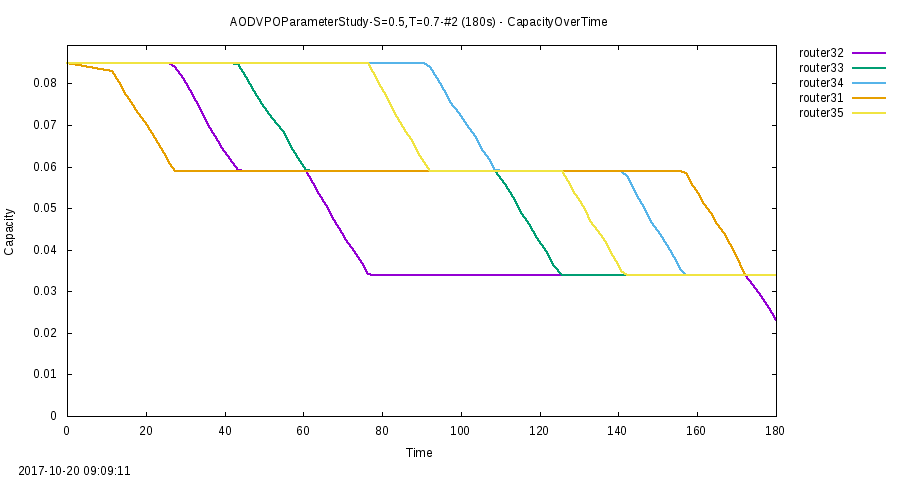 AODVPOParameterStudy-S=0.5,T=0.7-#2 (180s) - CapacityOverTime
router32
router33
router34
router31
router35
0.08
0.07
0.06
0.05
0.04
0.03
0.02
0.01
0
Capacity
0 20 40 60 80 100 120 140 160 180
Time
2017-10-20 09:09:11